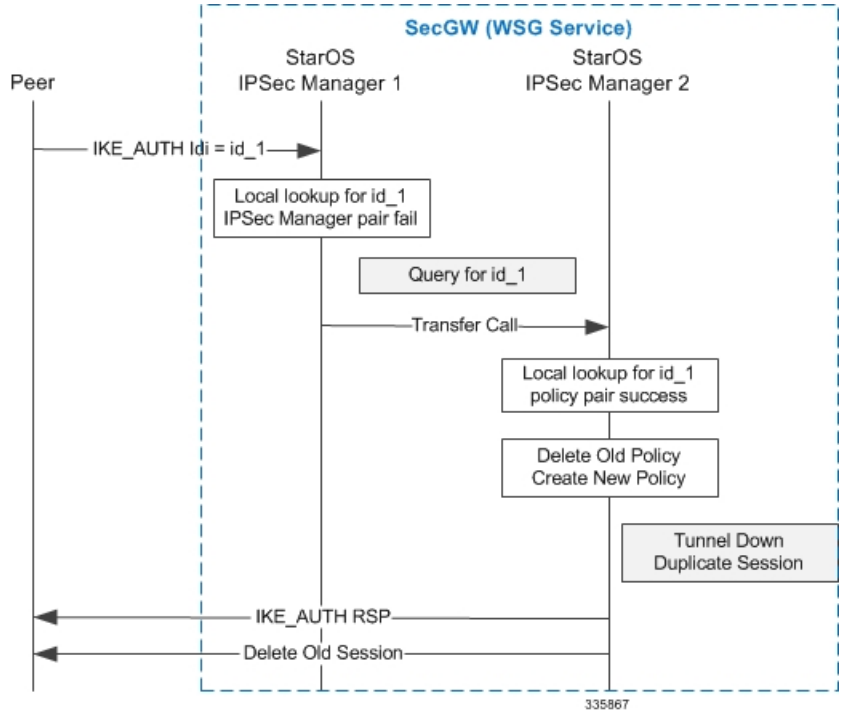 SecGW (WSG Service)
StarOS
IPSec Manager 1
StarOS
IPSec Manager 2
Peer
IKE_AUTH Idi = id_1
Local lookup for id_1
IPSec Manager pair fail
Query for id_1
Transfer Call
Local lookup for id_1
policy pair success
Delete Old Policy
Create New Policy
Tunnel Down
Duplicate Session
IKE_AUTH RSP
Delete Old Session
335867